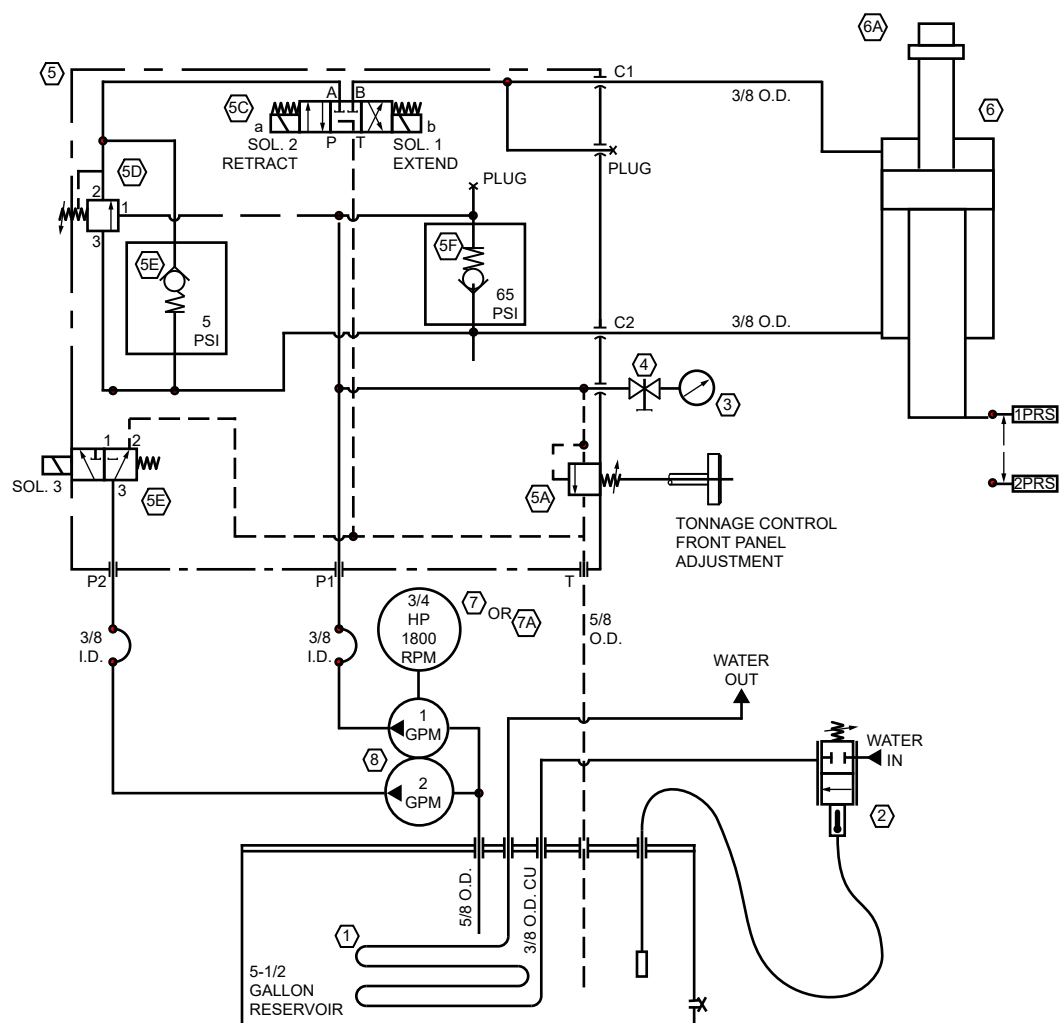 6A
5
C1
A
B
5C
3/8 O.D.
6
a
b
P
T
SOL. 2
RETRACT
SOL. 1
EXTEND
5D
PLUG
PLUG
2
1
3
5E
5F
5
PSI
65
PSI
C2
3/8 O.D.
4
3
1
2
1PRS
SOL. 3
3
5E
5A
2PRS
TONNAGE CONTROL
FRONT PANEL
ADJUSTMENT
P2
P1
T
3/4
HP
1800
RPM
7
OR
7A
3/8
I.D.
3/8
I.D.
5/8
O.D.
WATER
OUT
1
GPM
WATER
IN
8
2
GPM
2
5/8 O.D.
3/8 O.D. CU
1
5-1/2
GALLON
RESERVOIR